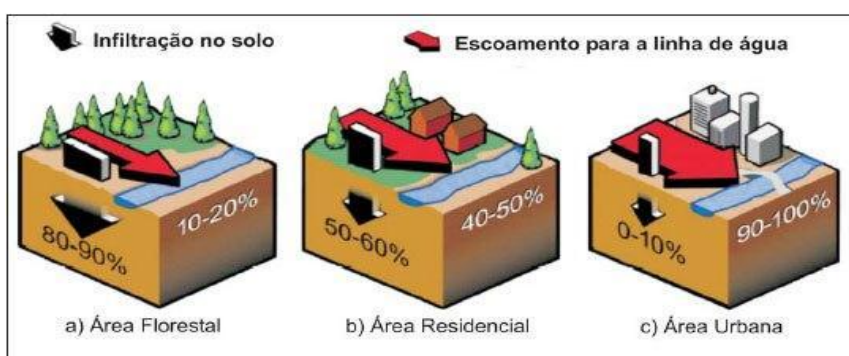 Infiltração no solo
Escoamento para a linha de água
80-90%
10-20%
50-60%
40-50%
0-10%
90-100%
a) Área Florestal
b) Área Residencial
c) Área Urbana